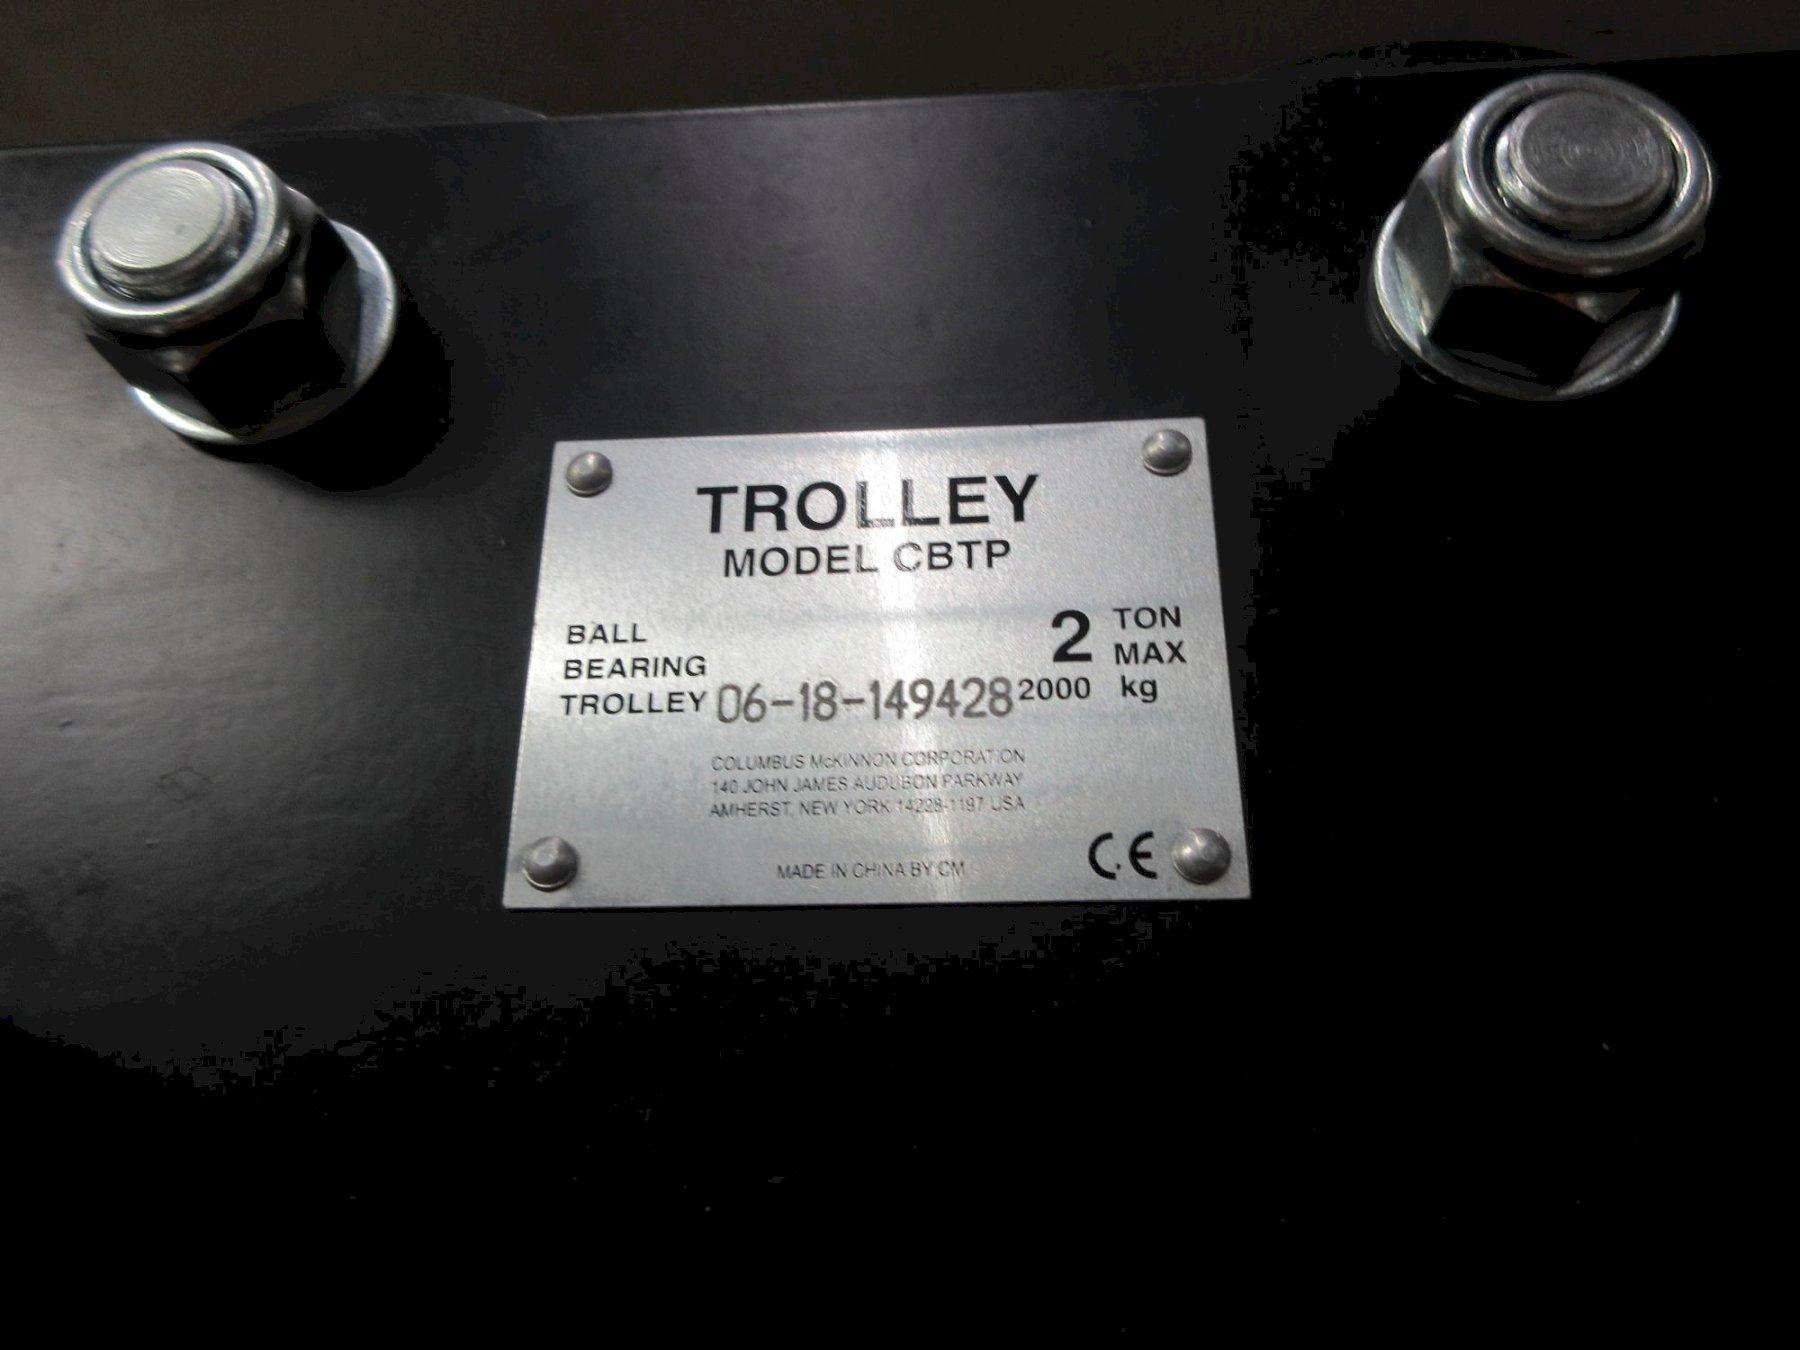 TROLLEY
MODEL CBTP
BALL
BEARING
TROLLEY 06-18-149428
2 TON
MAX
2000 kg
COLUMBUS McKINNON CORPORATION
140 JOHN JAMES AUDUBON PARKWAY
AMHERST, NEW YORK 14228-1197 USA
MADE IN CHINA BY CM
CE